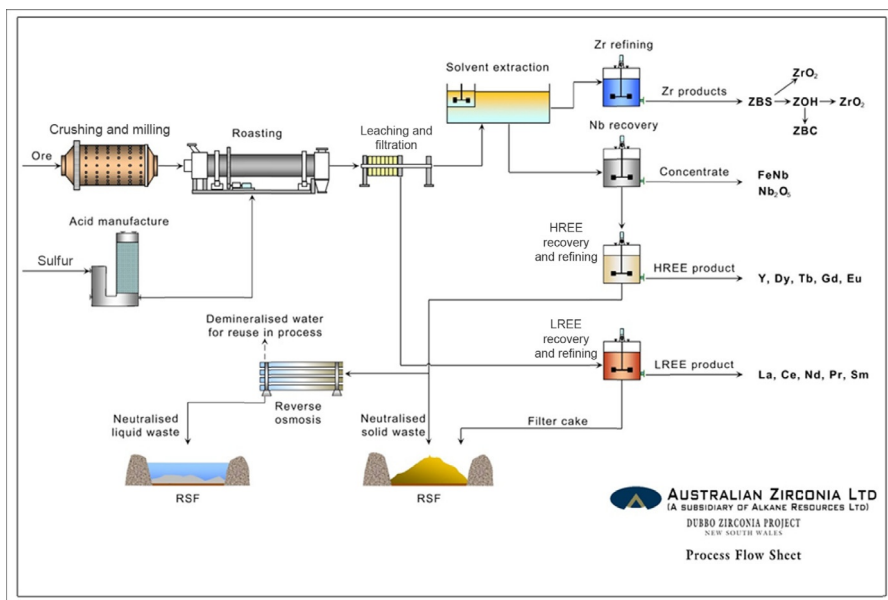 Zr refining
Solvent extraction
ZrO₂
Zr products
ZBS
ZOH
ZrO₂
ZBC
Crushing and milling
Roasting
Leaching and
filtration
Nb recovery
Ore
Concentrate
FeNb
Nb₂O₅
Acid manufacture
HREE
recovery
and refining
Sulfur
HREE product
Y, Dy, Tb, Gd, Eu
Demineralised water
for reuse in process
LREE
recovery
and refining
LREE product
La, Ce, Nd, Pr, Sm
Reverse
osmosis
Neutralised
liquid waste
Neutralised
solid waste
Filter cake
RSF
RSF
AUSTRALIAN ZIRCONIA LTD
(A SUBSIDIARY OF ALKANE RESOURCES LTD)
DUBBO ZIRCONIA PROJECT
NEW SOUTH WALES
Process Flow Sheet